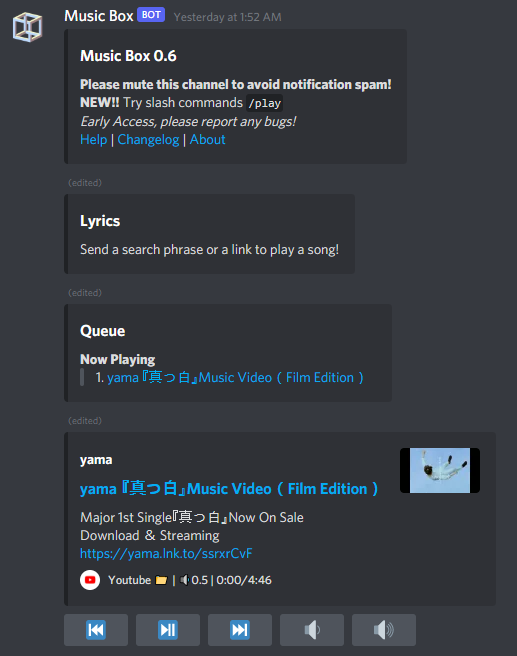 Music Box BOT Yesterday at 1:52 AM
Music Box 0.6
Please mute this channel to avoid notification spam!
NEW!! Try slash commands /play
Early Access, please report any bugs!
Help | Changelog | About
(edited)
Lyrics
Send a search phrase or a link to play a song!
(edited)
Queue
Now Playing
1. yama『真っ白』Music Video（Film Edition）
(edited)
yama
yama『真っ白』Music Video（Film Edition）
Major 1st Single『真っ白』Now On Sale
Download & Streaming
https://yama.lnk.to/ssrxrCvF
Youtube 📂 | 🔈0.5 | 0:00/4:46